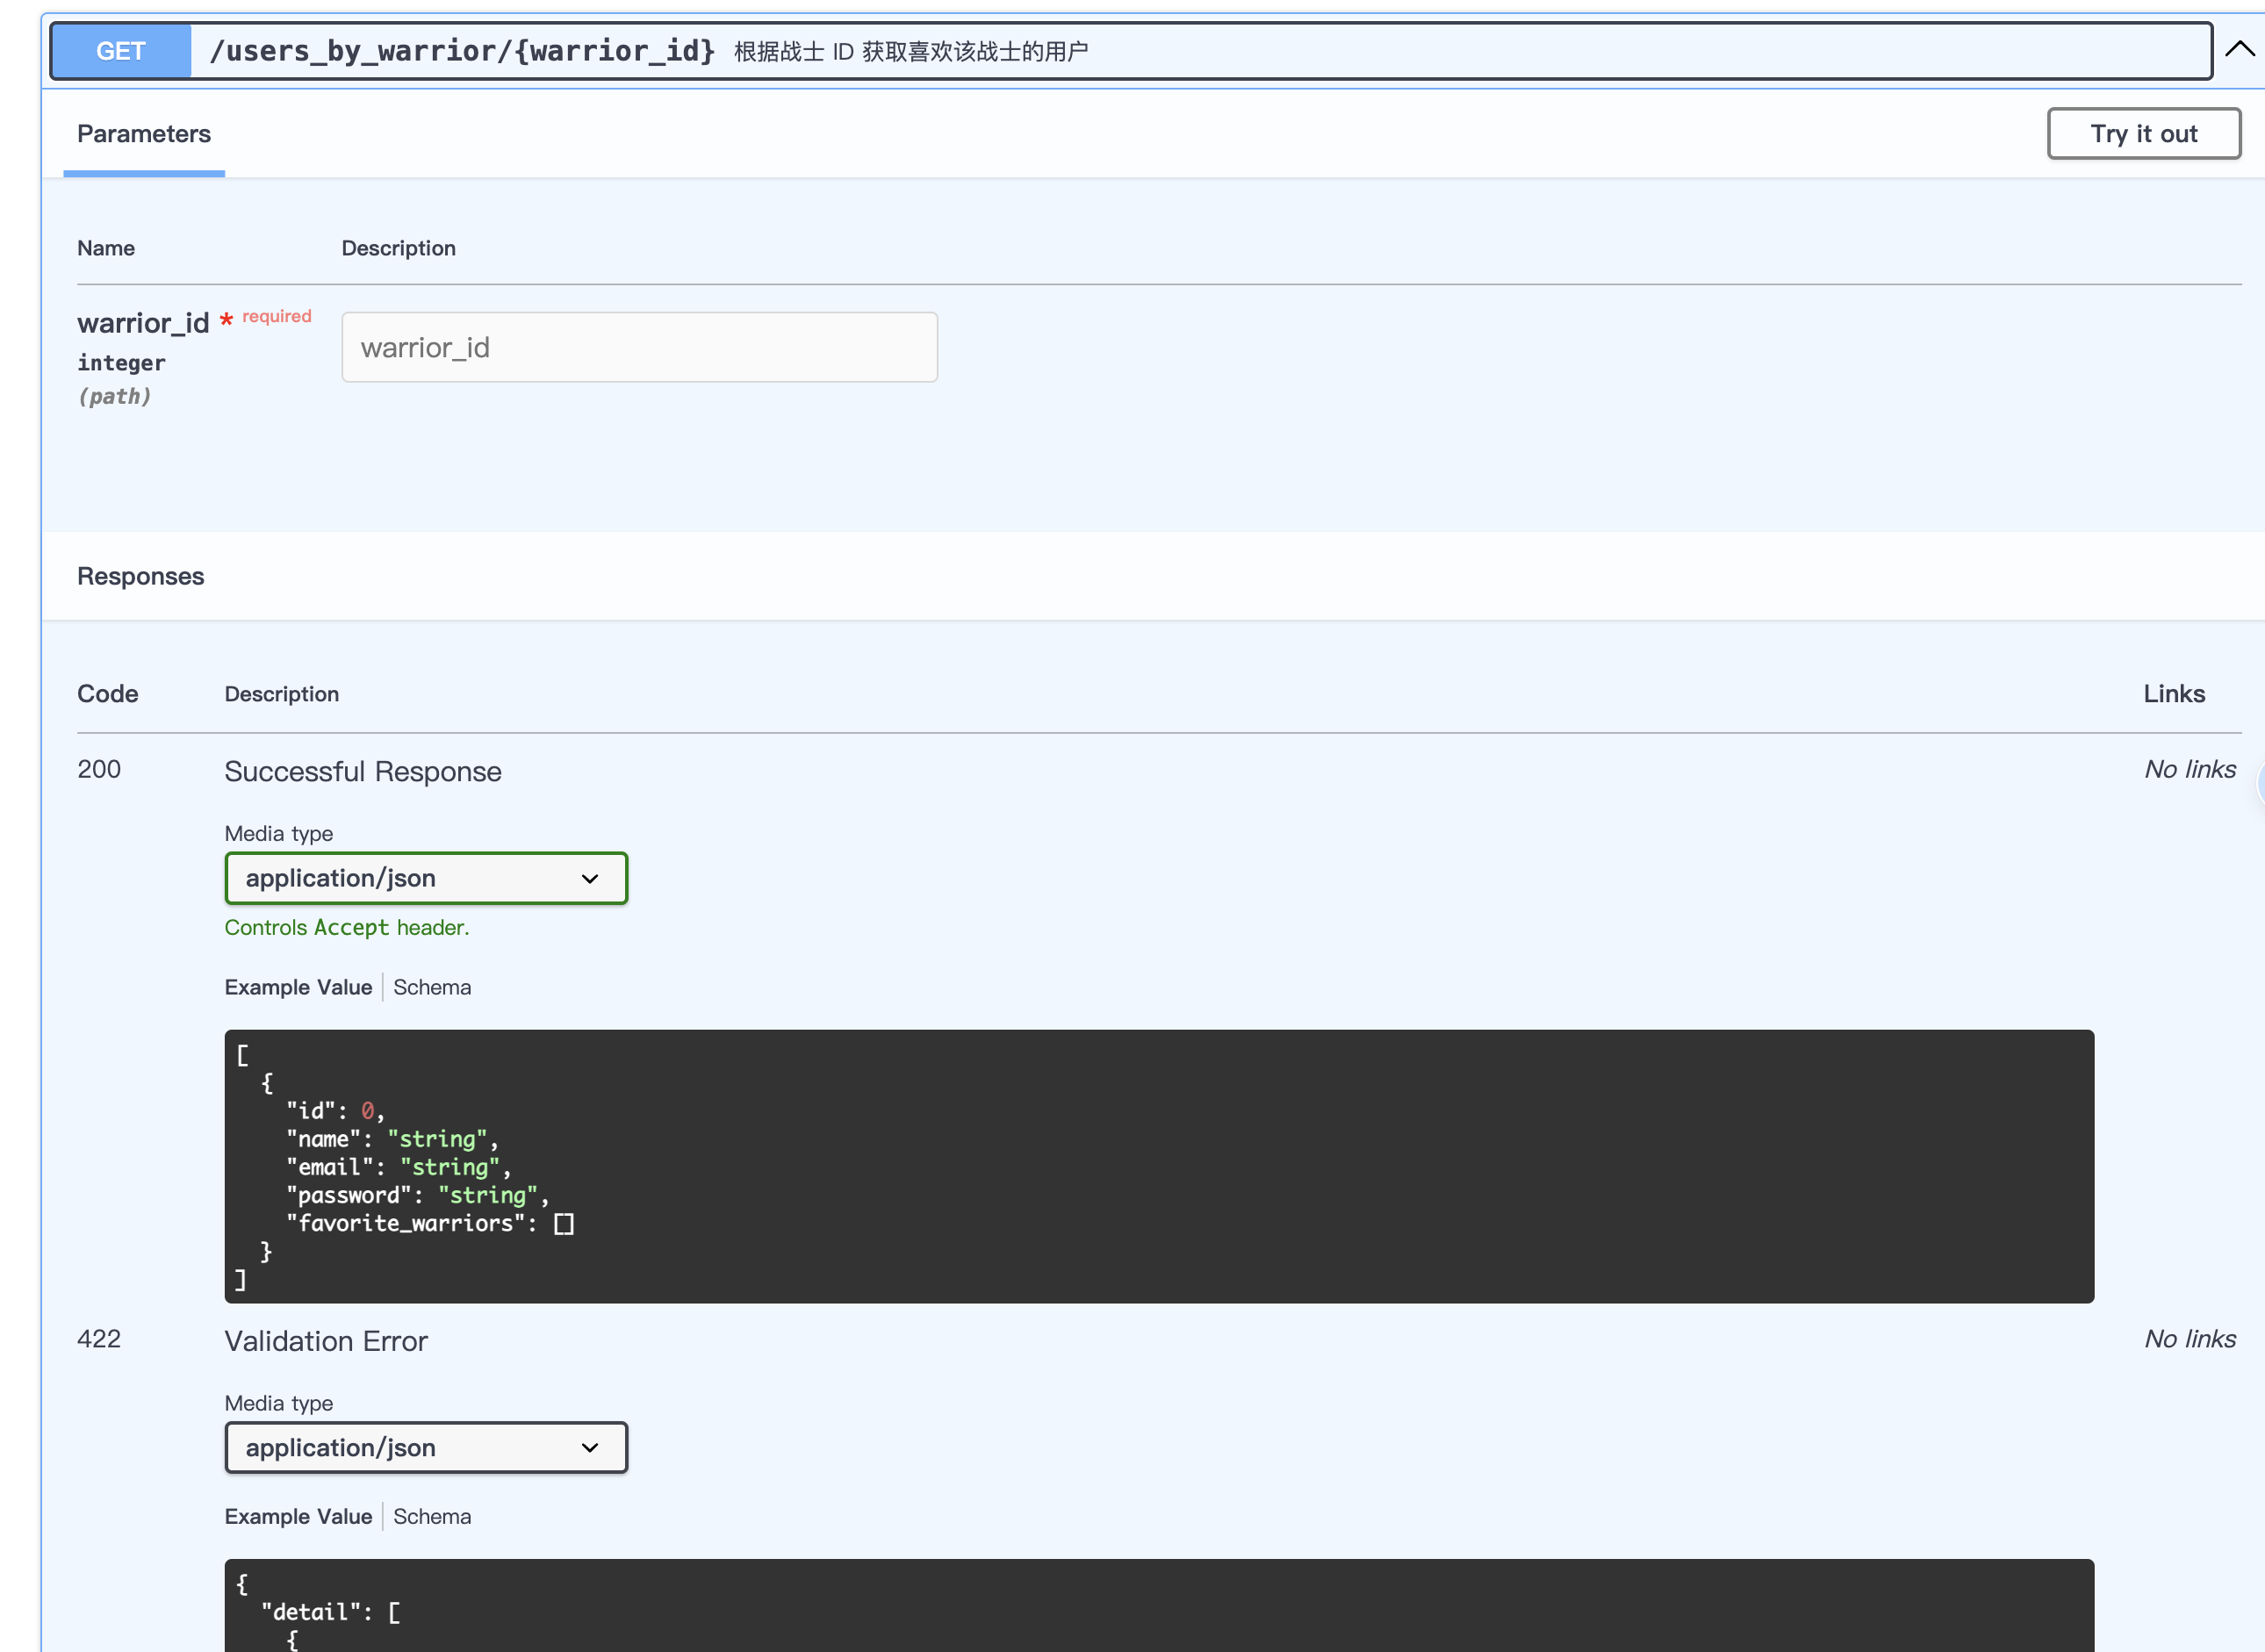 GET /users_by_warrior/{warrior_id} 根据战士 ID 获取喜欢该战士的用户
Parameters
Try it out
Name Description
warrior_id * required
integer
(path)
warrior_id
Responses
Code Description Links
200 Successful Response No links
Media type
application/json
Controls Accept header.
Example Value Schema
[
  {
    "id": 0,
    "name": "string",
    "email": "string",
    "password": "string",
    "favorite_warriors": []
  }
]
422 Validation Error No links
Media type
application/json
Example Value Schema
{
  "detail": [
    {